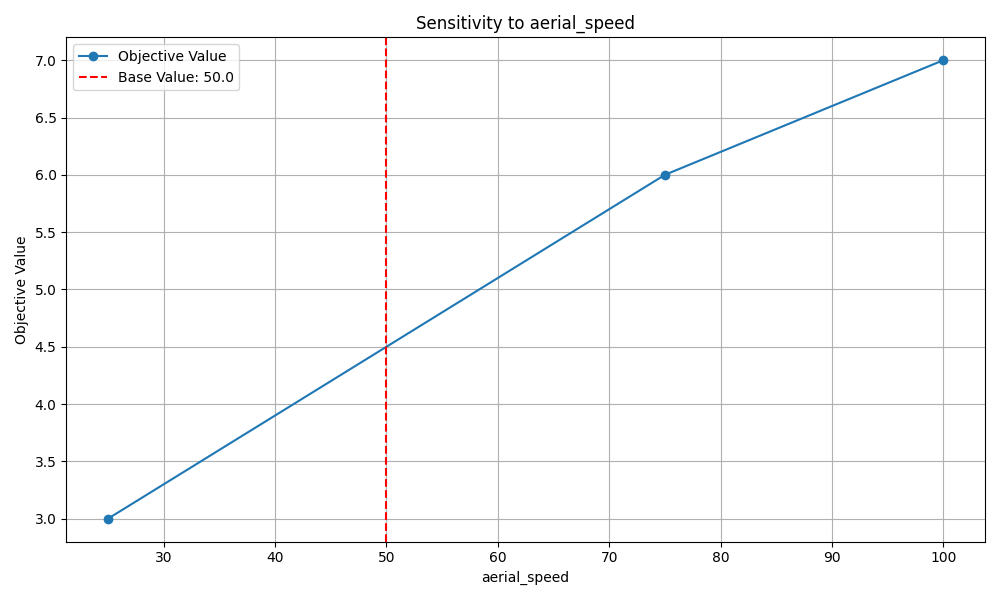 Sensitivity to aerial_speed
Objective Value
Base Value: 50.0
7.0
6.5
6.0
5.5
5.0
4.5
4.0
3.5
3.0
Objective Value
30 40 50 60 70 80 90 100
aerial_speed